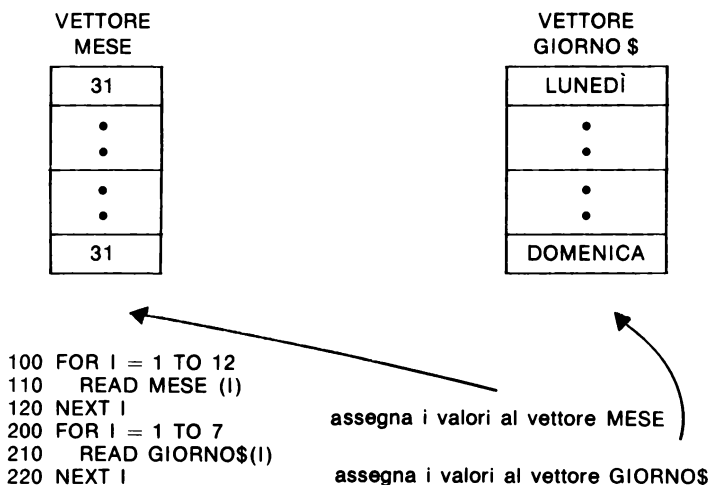 VETTORE
MESE
31
31
VETTORE
GIORNO $
LUNEDÌ
DOMENICA
100 FOR I = 1 TO 12
110 READ MESE (I)
120 NEXT I
200 FOR I = 1 TO 7
210 READ GIORNO$(I)
220 NEXT I
assegna i valori al vettore MESE
assegna i valori al vettore GIORNO$